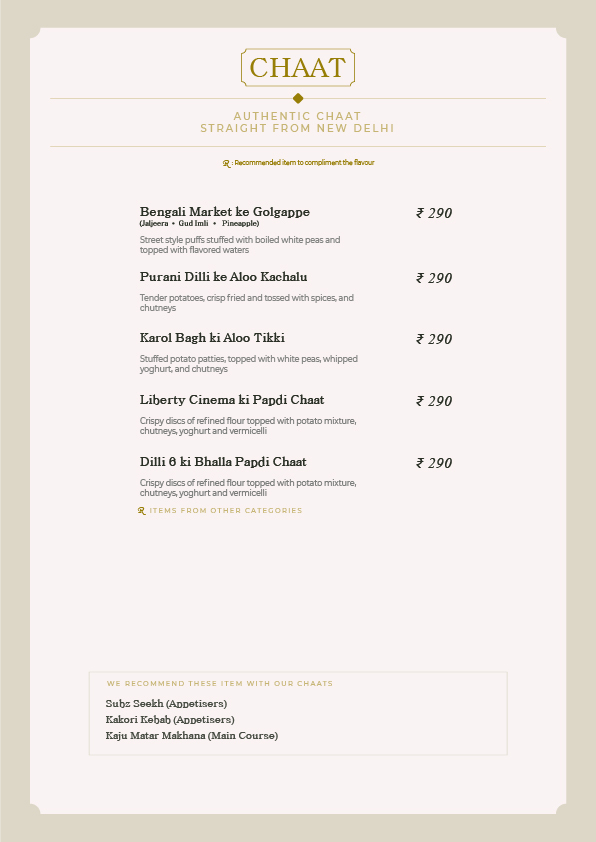 CHAAT
AUTHENTIC CHAAT
STRAIGHT FROM NEW DELHI
R : Recommended item to compliment the flavour
Bengali Market ke Golgappe ₹ 290
(Jaljeera • Gud Imli • Pineapple)
Street style puffs stuffed with boiled white peas and
topped with flavored waters
Purani Dilli ke Aloo Kachalu ₹ 290
Tender potatoes, crisp fried and tossed with spices, and
chutneys
Karol Bagh ki Aloo Tikki ₹ 290
Stuffed potato patties, topped with white peas, whipped
yoghurt, and chutneys
Liberty Cinema ki Papdi Chaat ₹ 290
Crispy discs of refined flour topped with potato mixture,
chutneys, yoghurt and vermicelli
Dilli 6 ki Bhalla Papdi Chaat ₹ 290
Crispy discs of refined flour topped with potato mixture,
chutneys, yoghurt and vermicelli
R ITEMS FROM OTHER CATEGORIES
WE RECOMMEND THESE ITEM WITH OUR CHAATS
Subz Seekh (Appetisers)
Kakori Kebab (Appetisers)
Kaju Matar Makhana (Main Course)